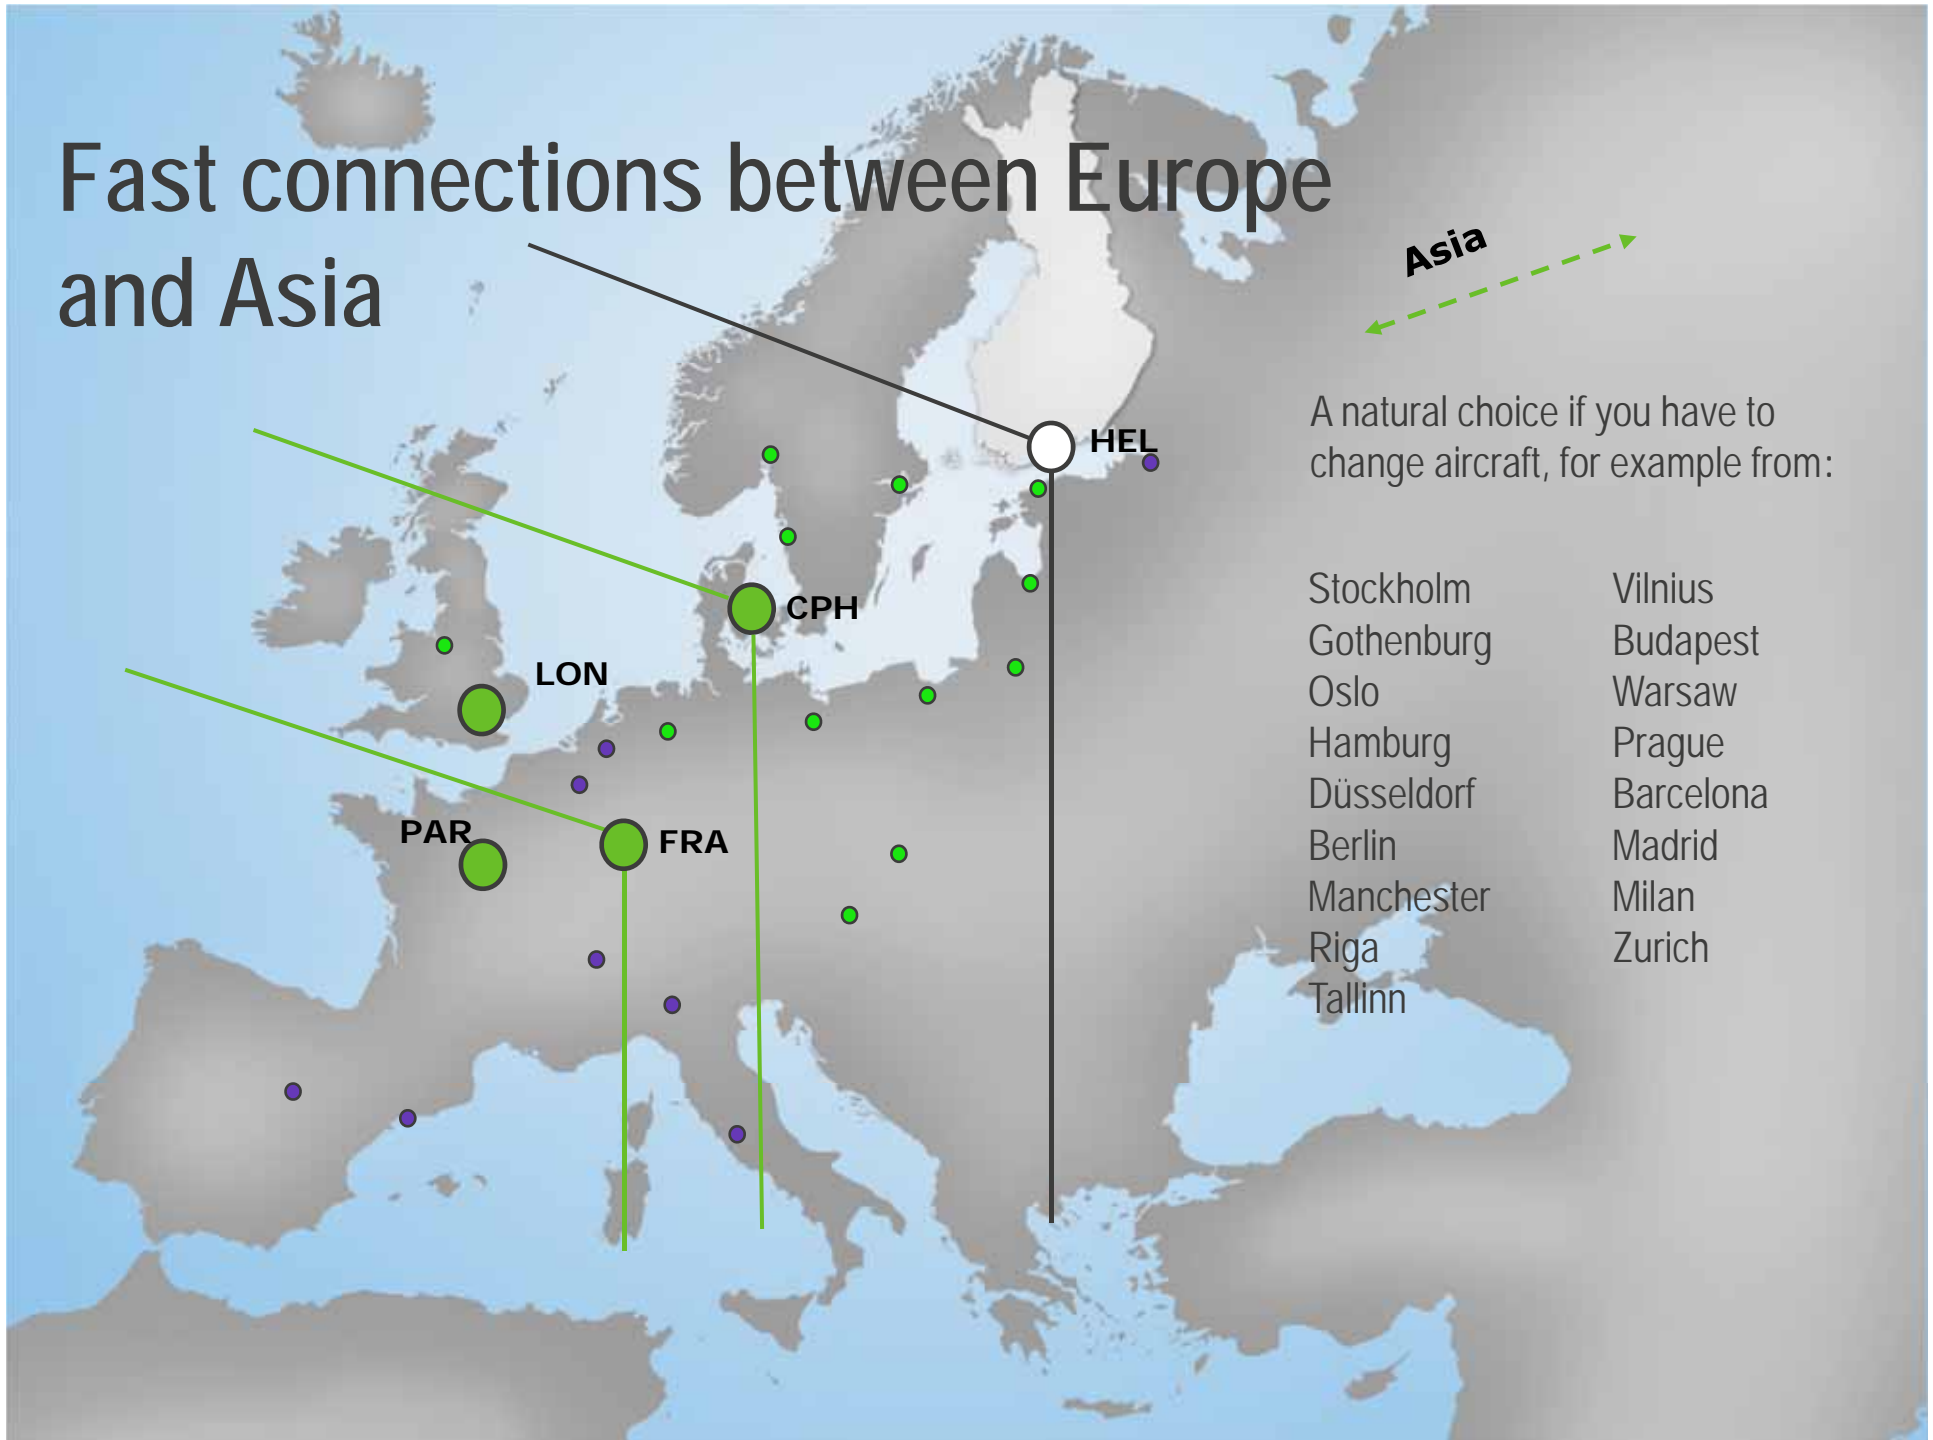 Fast connections between Europe
and Asia
Asia
HEL
A natural choice if you have to
change aircraft, for example from:
CPH
LON
PAR
FRA
Stockholm
Gothenburg
Oslo
Hamburg
Düsseldorf
Berlin
Manchester
Riga
Tallinn
Vilnius
Budapest
Warsaw
Prague
Barcelona
Madrid
Milan
Zurich